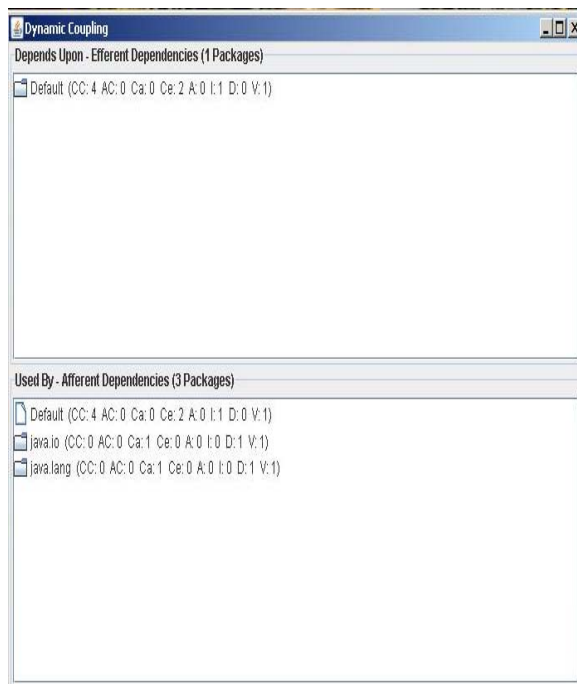 Dynamic Coupling
Depends Upon - Efferent Dependencies (1 Packages)
Default (CC: 4 AC: 0 Ca: 0 Ce: 2 A: 0 I: 1 D: 0 V: 1)
Used By - Afferent Dependencies (3 Packages)
Default (CC: 4 AC: 0 Ca: 0 Ce: 2 A: 0 I: 1 D: 0 V: 1)
java.io (CC: 0 AC: 0 Ca: 1 Ce: 0 A: 0 I: 0 D: 1 V: 1)
java.lang (CC: 0 AC: 0 Ca: 1 Ce: 0 A: 0 I: 0 D: 1 V: 1)